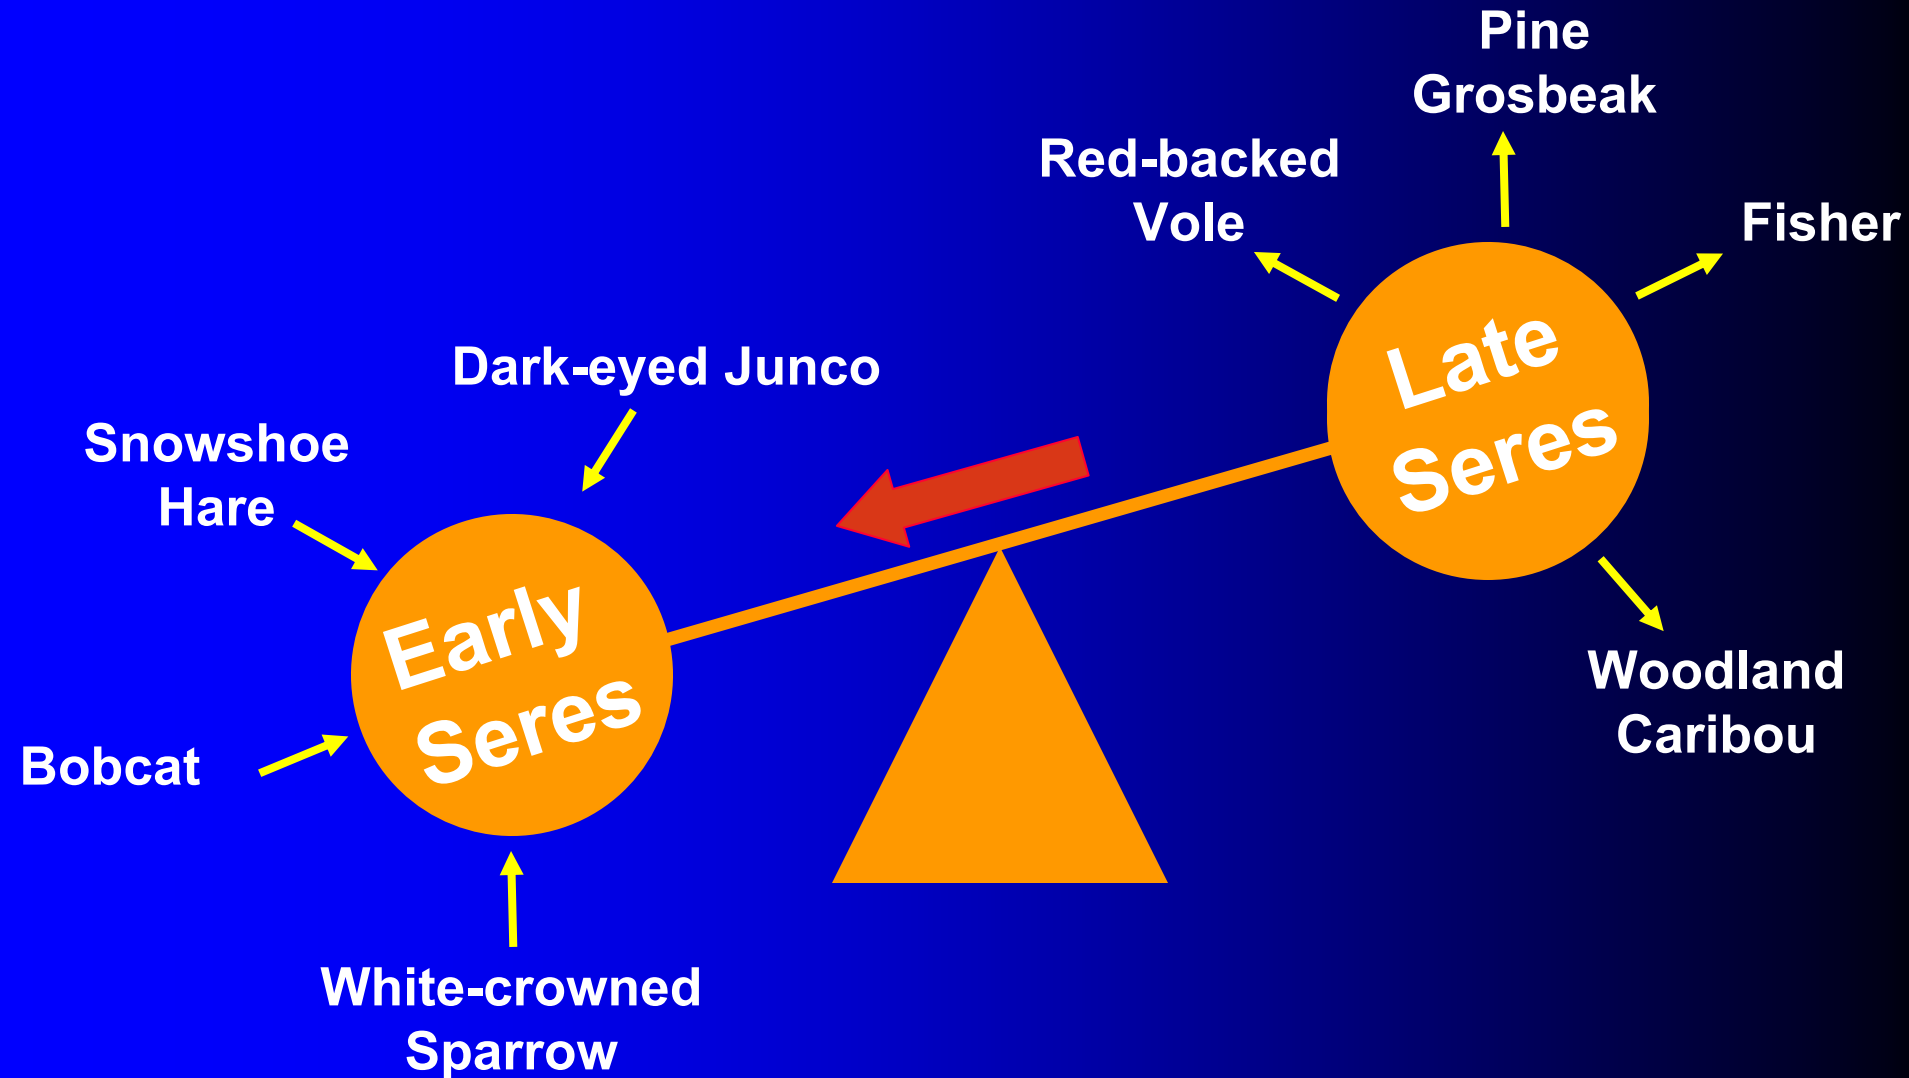 Pine
Grosbeak
Red-backed
Vole
Fisher
Late
Seres
Dark-eyed Junco
Snowshoe
Hare
Early
Seres
Bobcat
Woodland
Caribou
White-crowned
Sparrow